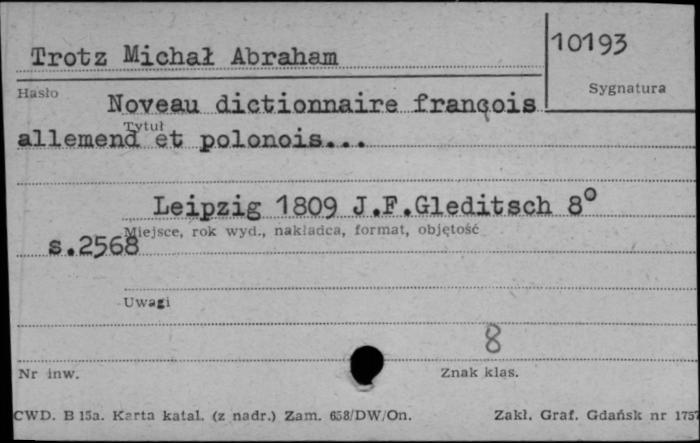 Trotz Michał Abraham
10193
Sygnatura
Hasło
Noveau dictionnaire françois
Tytuł
allemend et polonois...
Leipzig 1809 J.F.Gleditsch 8°
Miejsce, rok wyd., nakładca, format, objętość
s.2568
Uwagi
8
Nr inw.
Znak klas.
CWD. B 15a. Karta katal. (z nadr.) Zam. 658/DW/On.
Zakł. Graf. Gdańsk nr 1757